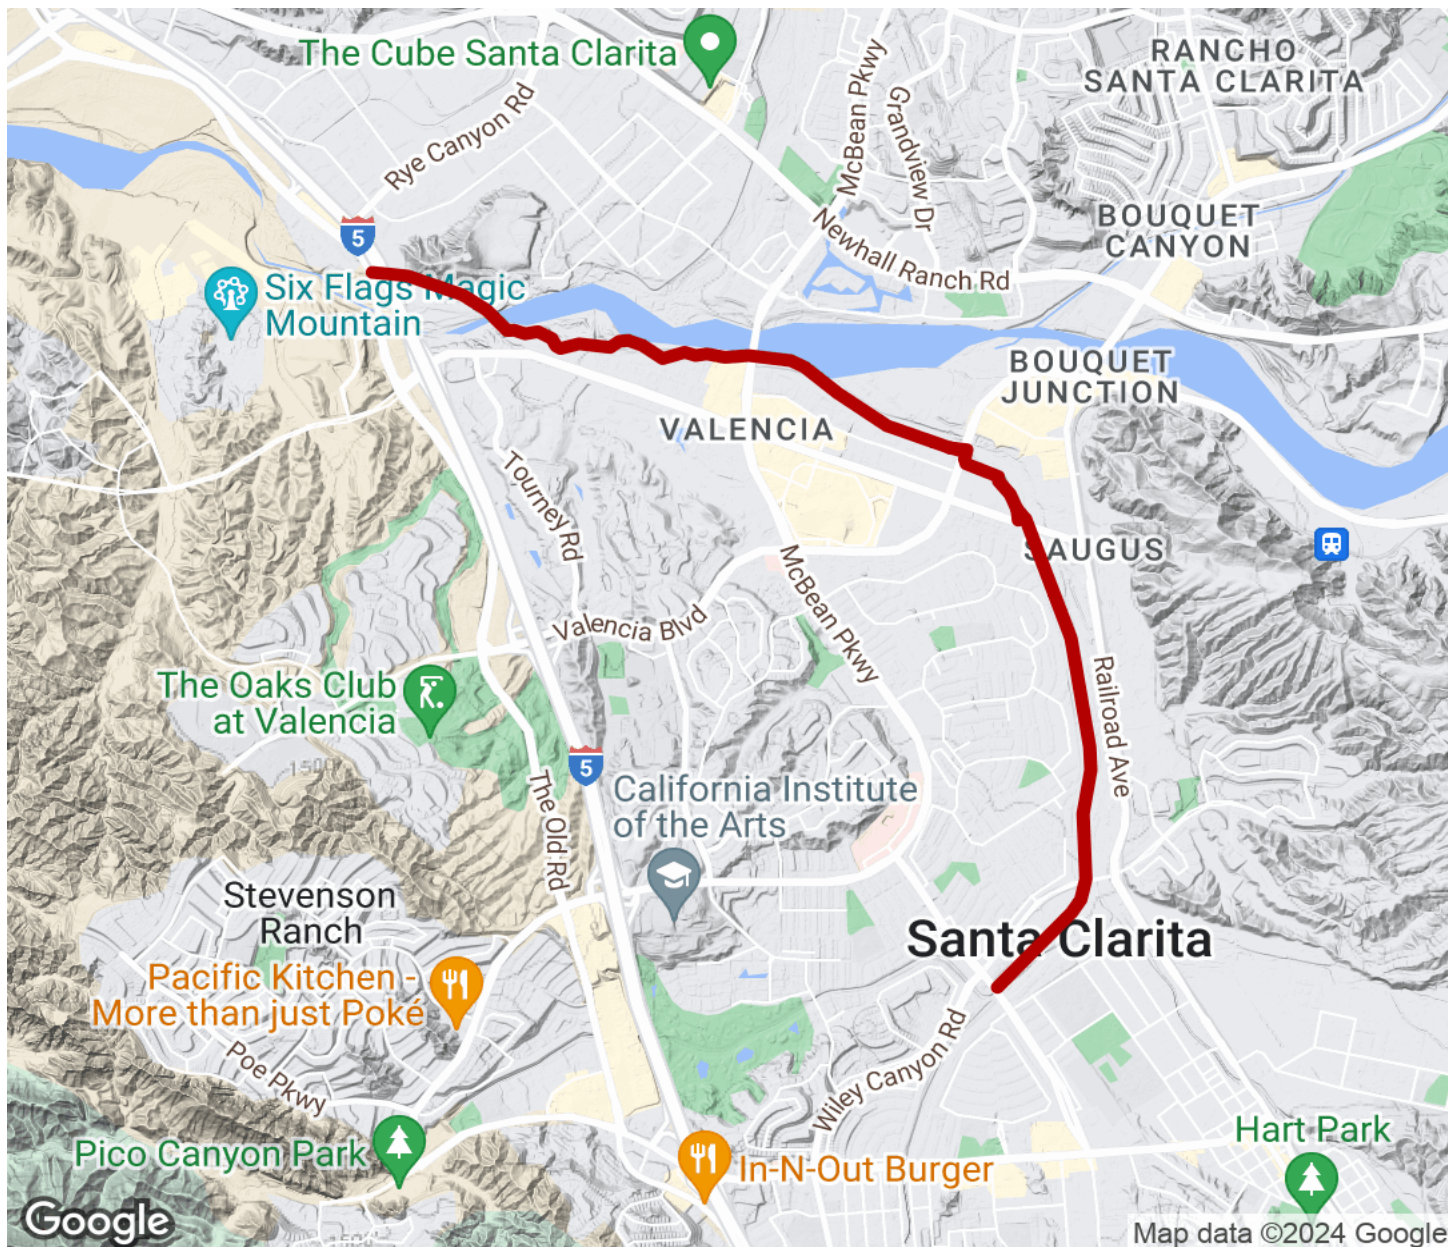 The Cube Santa Clarita
RANCHO
SANTA CLARITA
McBean Pkwy
Grandview Dr
Rye Canyon Rd
5
BOUQUET
CANYON
Newhall Ranch Rd
Six Flags Magic
Mountain
BOUQUET
JUNCTION
VALENCIA
Tourney Rd
SAUGUS
McBean Pkwy
Valencia Blvd
The Oaks Club
at Valencia
Railroad Ave
1500
5
The Old Rd
California Institute
of the Arts
Stevenson
Ranch
Santa Clarita
Pacific Kitchen -
More than just Poké
Poe Pkwy
Wiley Canyon Rd
Hart Park
Pico Canyon Park
In-N-Out Burger
Google
Map data ©2024 Google